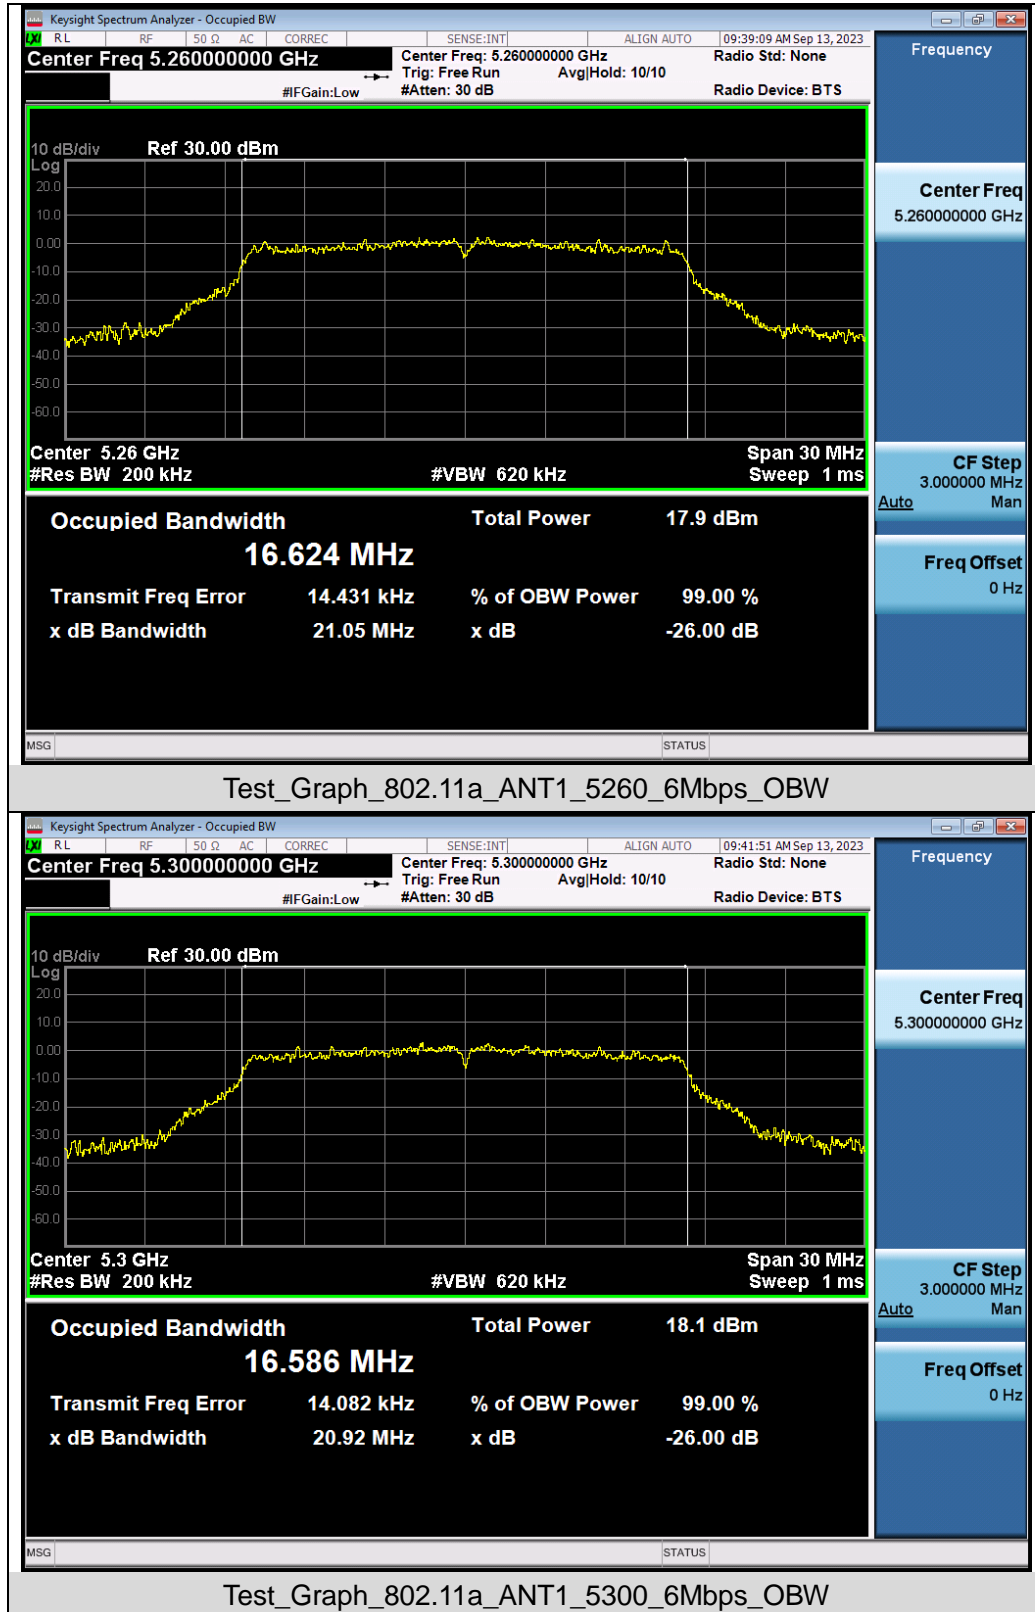 Keysight Spectrum Analyzer - Occupied BW
LXI RL RF 50 Ω AC CORREC SENSE:INT ALIGN AUTO 09:39:09 AM Sep 13, 2023
Center Freq 5.260000000 GHz
Center Freq: 5.260000000 GHz
Radio Std: None
Trig: Free Run Avg|Hold: 10/10
#IFGain:Low
#Atten: 30 dB
Radio Device: BTS
Frequency
10 dB/div Ref 30.00 dBm
Log
20.0
10.0
0.00
-10.0
-20.0
-30.0
-40.0
-50.0
-60.0
Center 5.26 GHz Span 30 MHz
#Res BW 200 kHz #VBW 620 kHz Sweep 1 ms
Center Freq
5.260000000 GHz
CF Step
3.000000 MHz
Auto Man
Freq Offset
0 Hz
Occupied Bandwidth Total Power 17.9 dBm
16.624 MHz
Transmit Freq Error 14.431 kHz % of OBW Power 99.00 %
x dB Bandwidth 21.05 MHz x dB -26.00 dB
MSG STATUS
Test_Graph_802.11a_ANT1_5260_6Mbps_OBW
Keysight Spectrum Analyzer - Occupied BW
LXI RL RF 50 Ω AC CORREC SENSE:INT ALIGN AUTO 09:41:51 AM Sep 13, 2023
Center Freq 5.300000000 GHz
Center Freq: 5.300000000 GHz
Radio Std: None
Trig: Free Run Avg|Hold: 10/10
#IFGain:Low
#Atten: 30 dB
Radio Device: BTS
Frequency
10 dB/div Ref 30.00 dBm
Log
20.0
10.0
0.00
-10.0
-20.0
-30.0
-40.0
-50.0
-60.0
Center 5.3 GHz Span 30 MHz
#Res BW 200 kHz #VBW 620 kHz Sweep 1 ms
Center Freq
5.300000000 GHz
CF Step
3.000000 MHz
Auto Man
Freq Offset
0 Hz
Occupied Bandwidth Total Power 18.1 dBm
16.586 MHz
Transmit Freq Error 14.082 kHz % of OBW Power 99.00 %
x dB Bandwidth 20.92 MHz x dB -26.00 dB
MSG STATUS
Test_Graph_802.11a_ANT1_5300_6Mbps_OBW